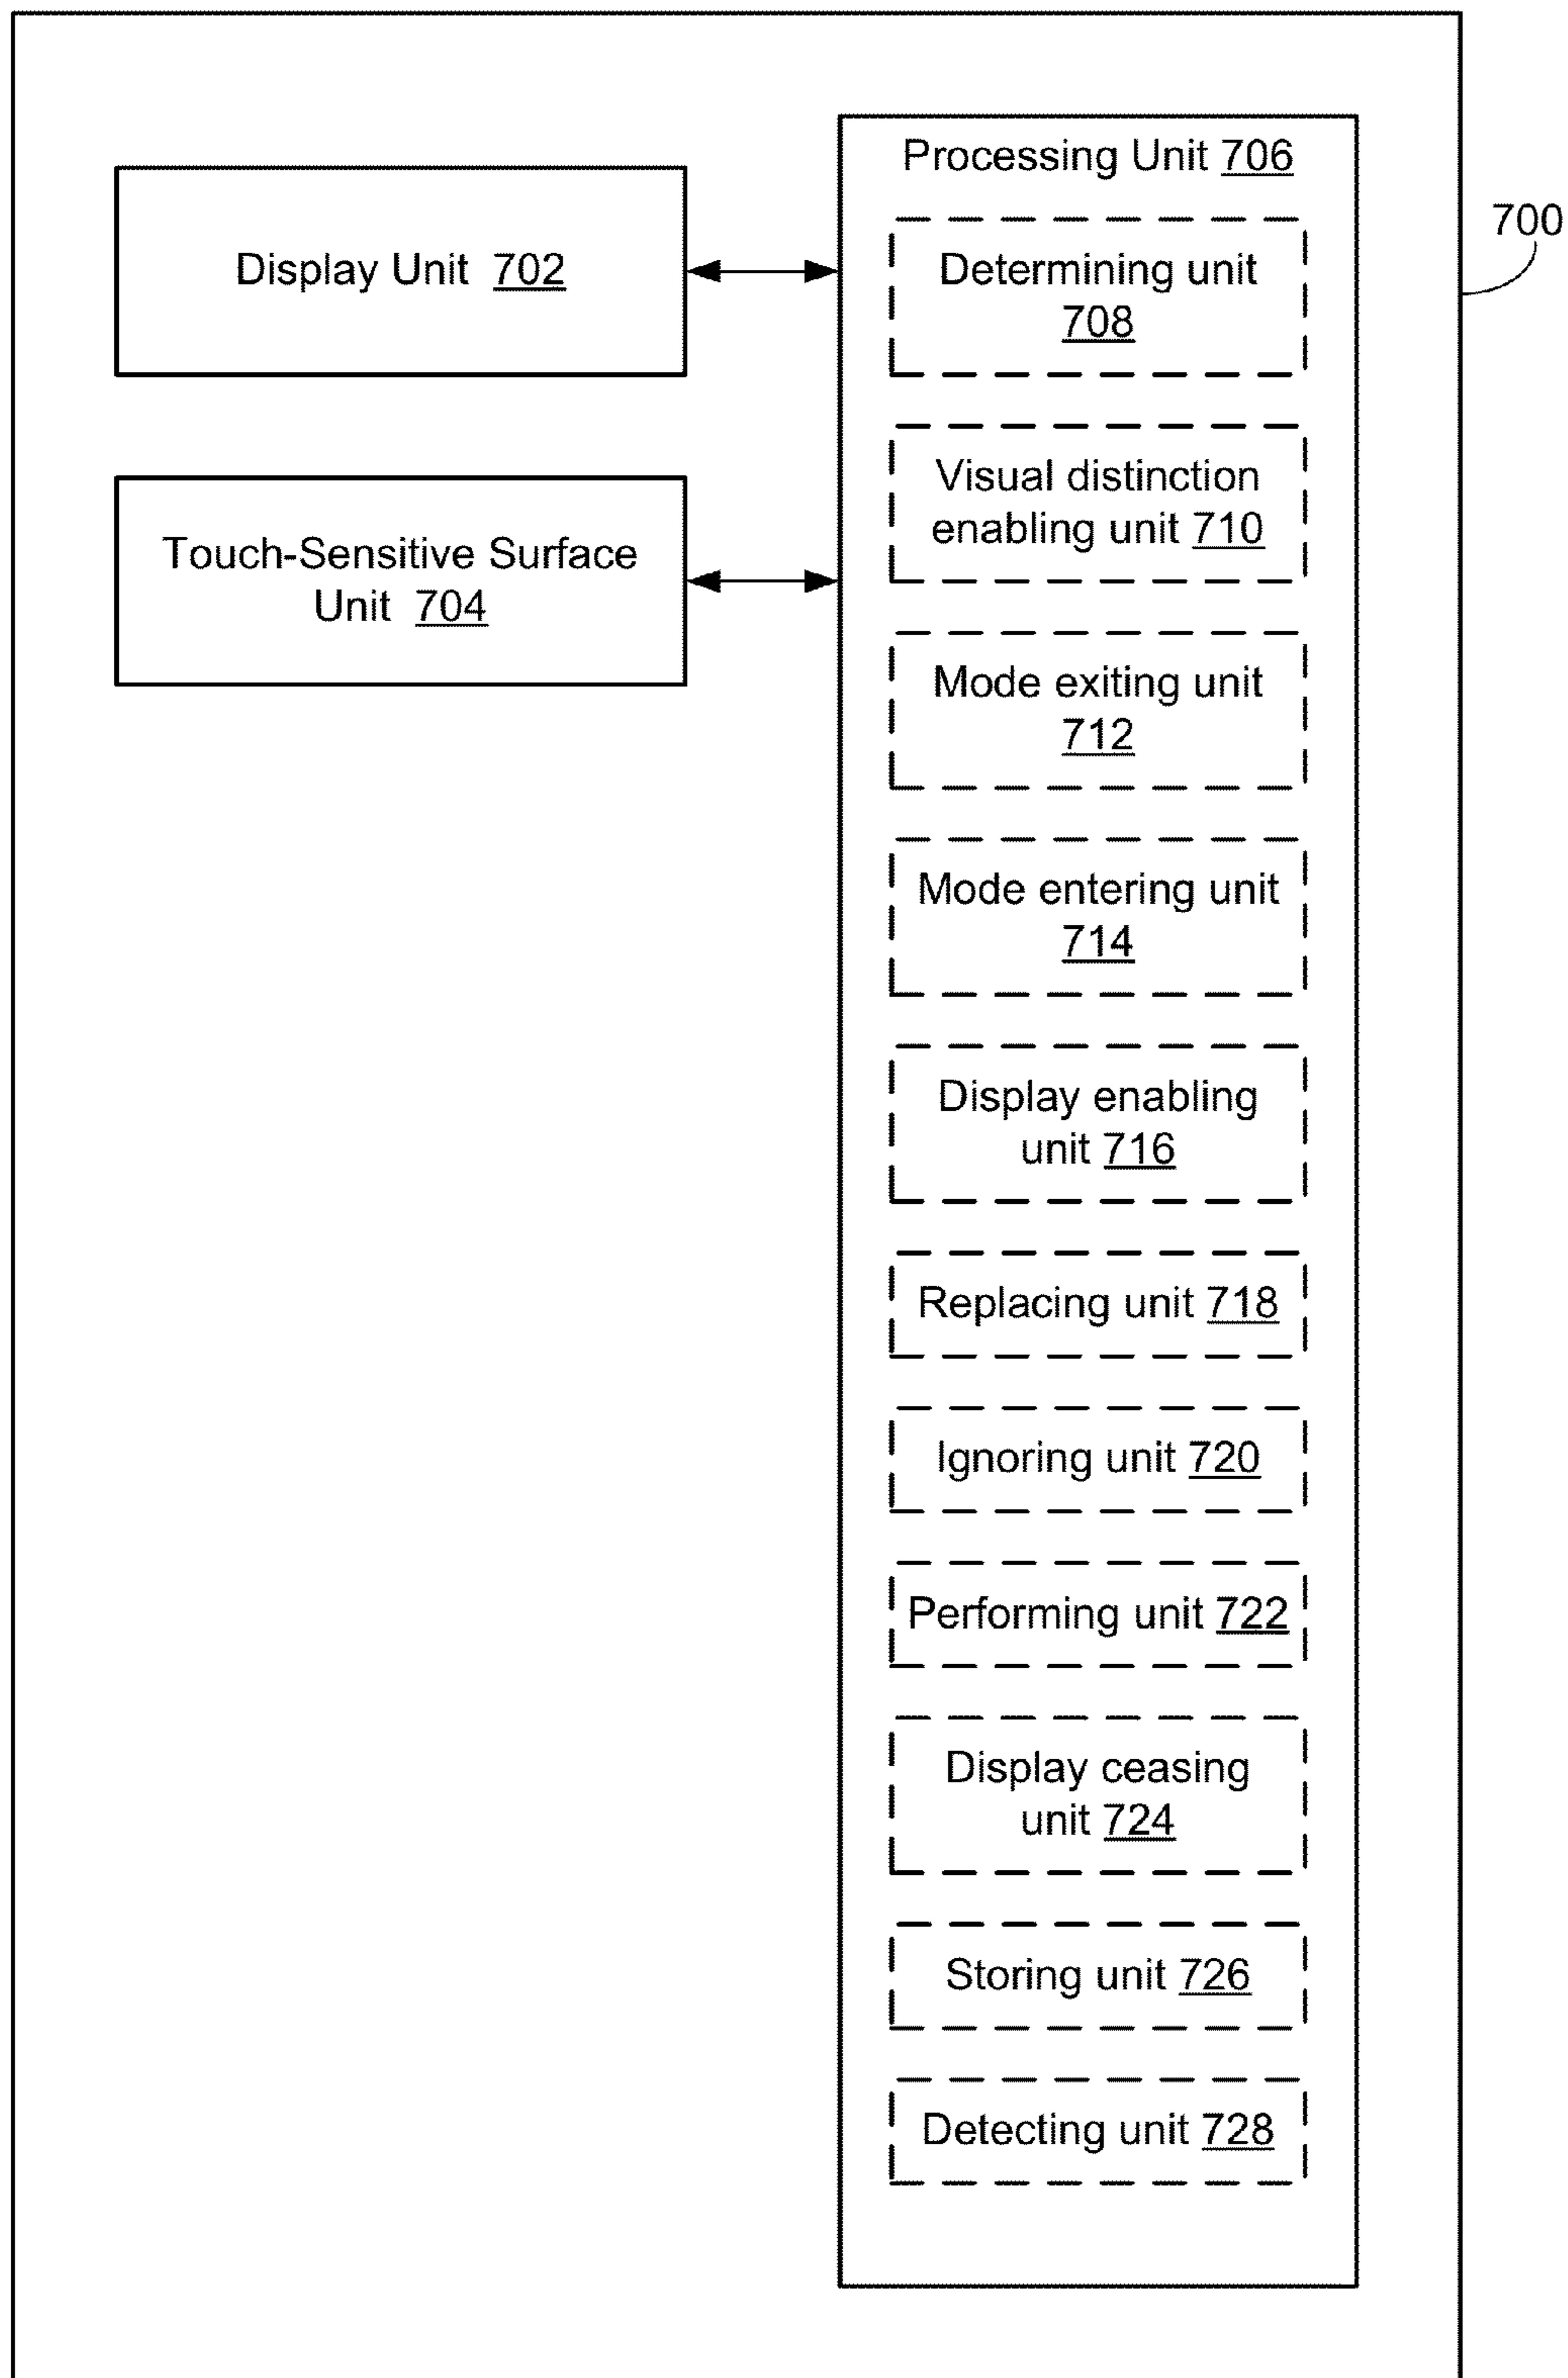 Processing Unit 706
700
Display Unit 702
Determining unit
708
Visual distinction
enabling unit 710
Touch-Sensitive Surface
Unit 704
Mode exiting unit
712
Mode entering unit
714
Display enabling
unit 716
Replacing unit 718
Ignoring unit 720
Performing unit 722
Display ceasing
unit 724
Storing unit 726
Detecting unit 728